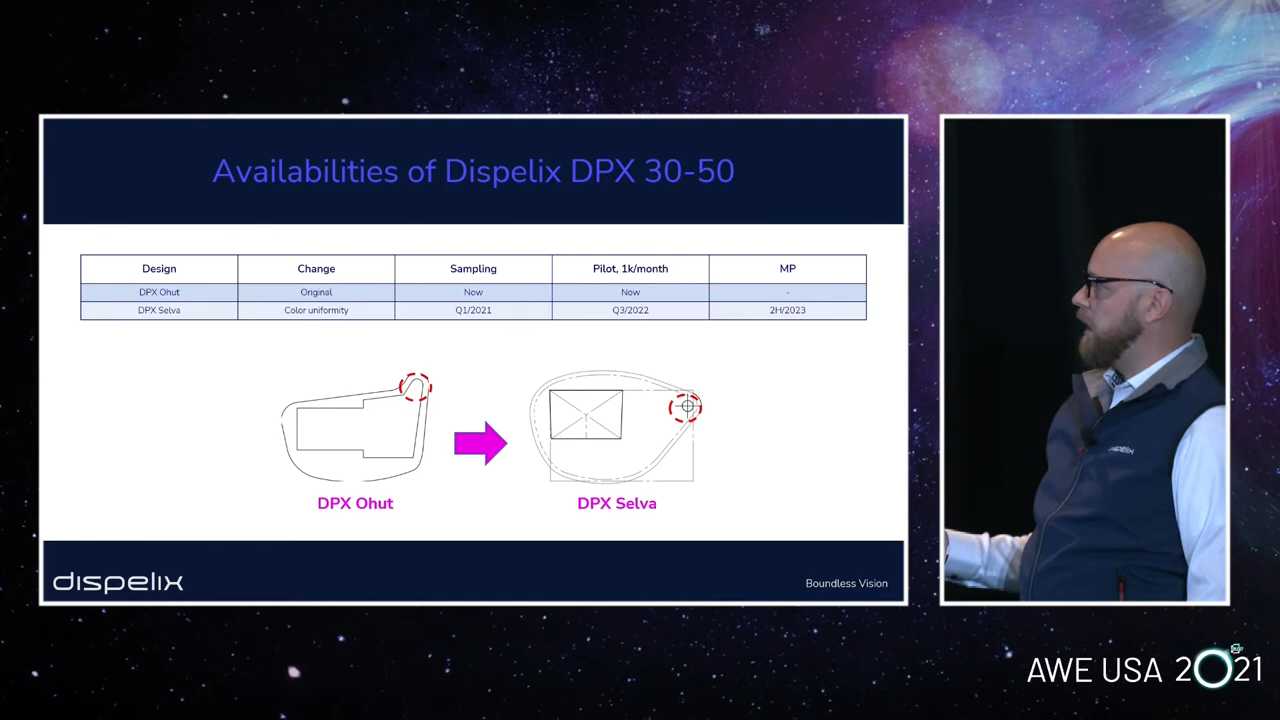 Availabilities of Dispelix DPX 30-50
Design Change Sampling Pilot, 1k/month MP
DPX Ohut Original Now Now -
DPX Selva Color uniformity Q1/2021 Q3/2022 2H/2023
DPX Ohut
DPX Selva
dispelix
Boundless Vision
DISPELIX
AWE USA 2021